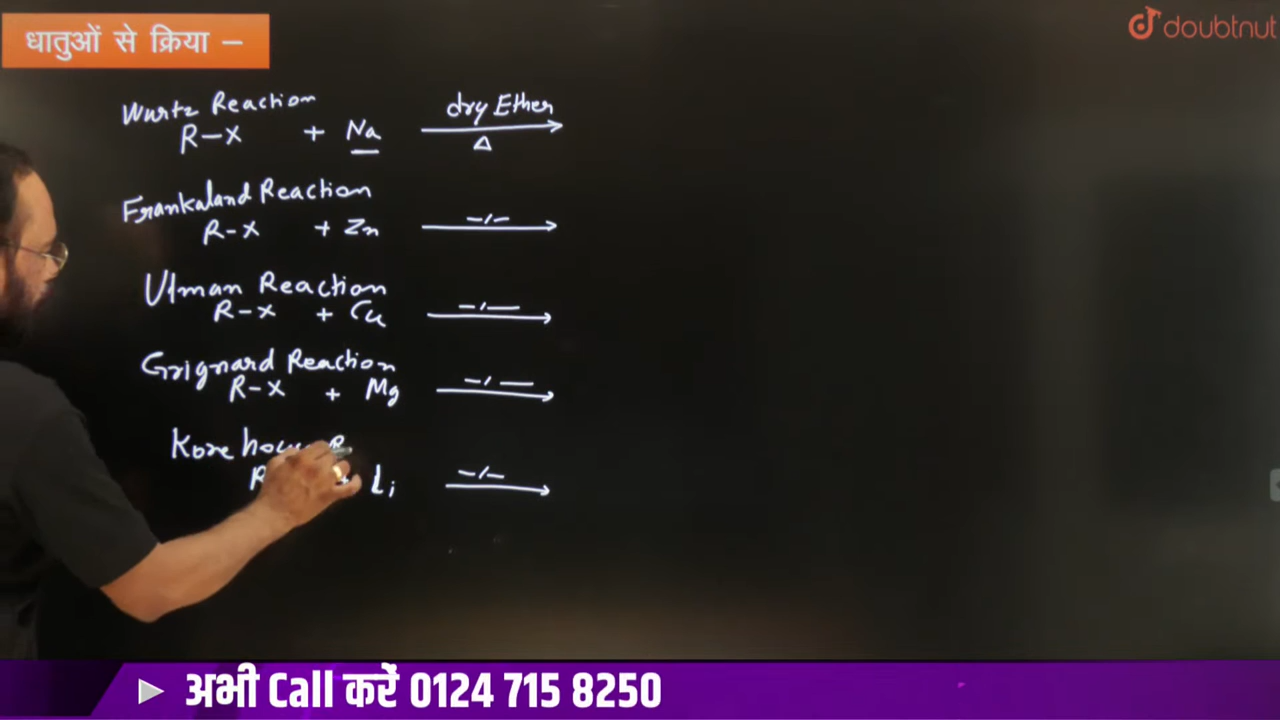 धातुओं से क्रिया –
doubtnut
Wurtz Reaction
dry Ether
R–X + Na
Δ
Frankaland Reaction
R-X + Zn
Ulman Reaction
R-X + Cu
Grignard Reaction
R-X + Mg
Kore
R + Li
अभी Call करें 0124 715 8250